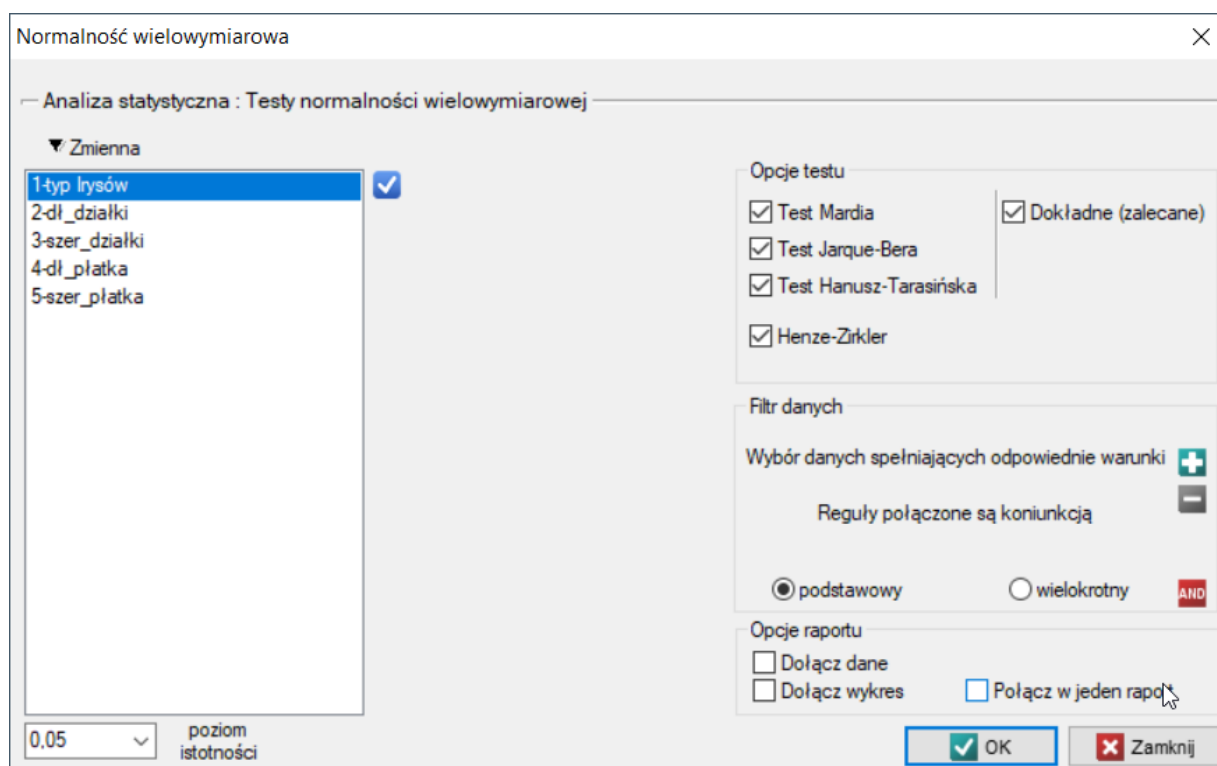 Normalność wielowymiarowa
Analiza statystyczna : Testy normalności wielowymiarowej
Zmienna
1-typ Irysów
2-dł_działki
3-szer_działki
4-dł_płatka
5-szer_płatka
Opcje testu
Test Mardia
Dokładne (zalecane)
Test Jarque-Bera
Test Hanusz-Tarasińska
Henze-Zirkler
Filtr danych
Wybór danych spełniających odpowiednie warunki
Reguły połączone są koniunkcją
podstawowy
wielokrotny
AND
Opcje raportu
Dołącz dane
Dołącz wykres
Połącz w jeden raport
0,05
poziom
istotności
OK
Zamknij